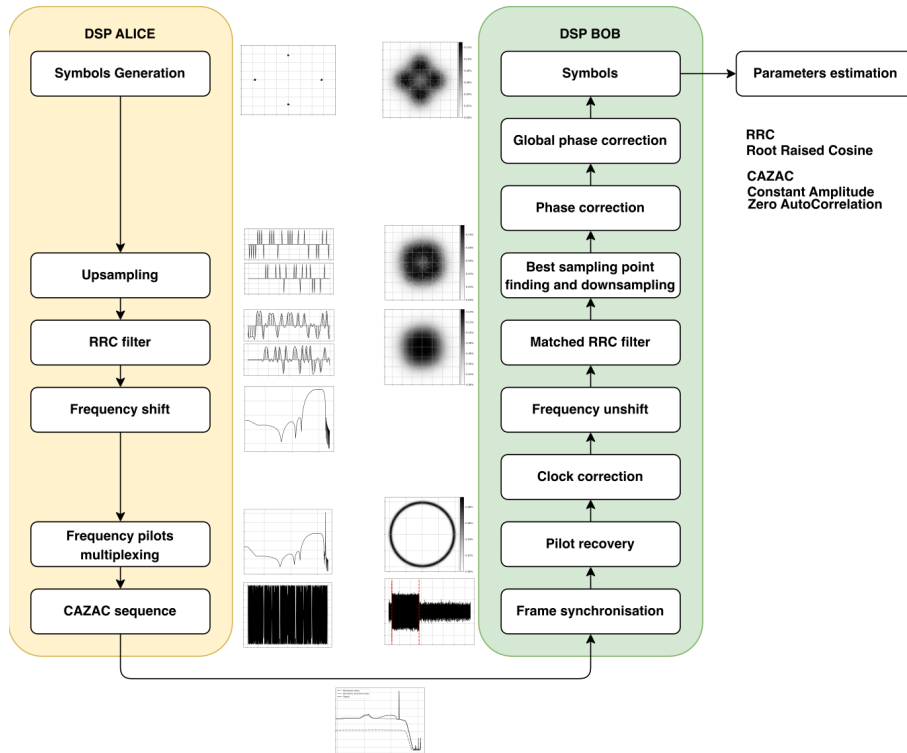 DSP ALICE
Symbols Generation
Upsampling
RRC filter
Frequency shift
Frequency pilots
multiplexing
CAZAC sequence
DSP BOB
Symbols
Global phase correction
Phase correction
Best sampling point
finding and downsampling
Matched RRC filter
Frequency unshift
Clock correction
Pilot recovery
Frame synchronisation
Parameters estimation
RRC
Root Raised Cosine
CAZAC
Constant Amplitude
Zero AutoCorrelation